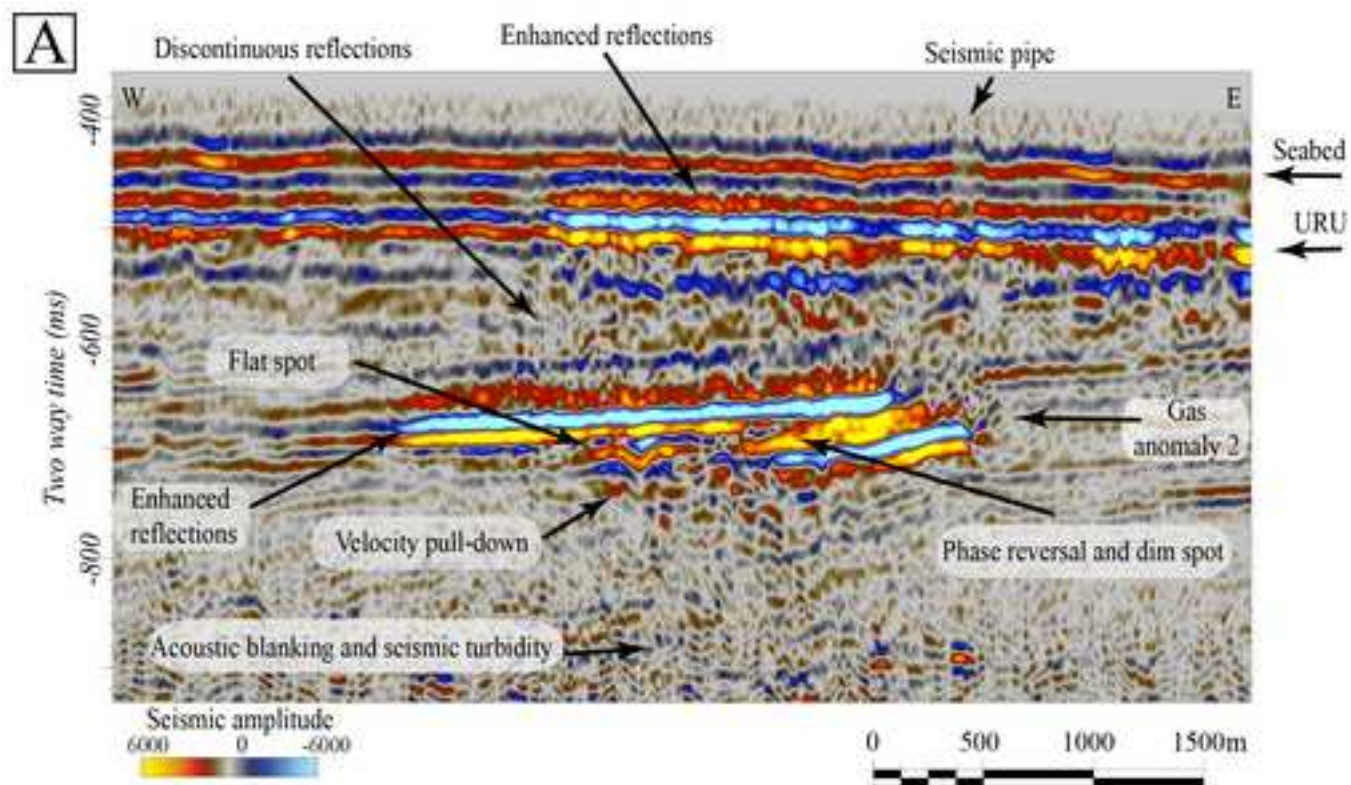 A
Discontinuous reflections
Enhanced reflections
Seismic pipe
W
E
-400
Seabed
URU
-600
Flat spot
Two way time (ms)
Gas
anomaly 2
Enhanced
reflections
Velocity pull-down
Phase reversal and dim spot
-800
Acoustic blanking and seismic turbidity
Seismic amplitude
6000 0 -6000
0 500 1000 1500m